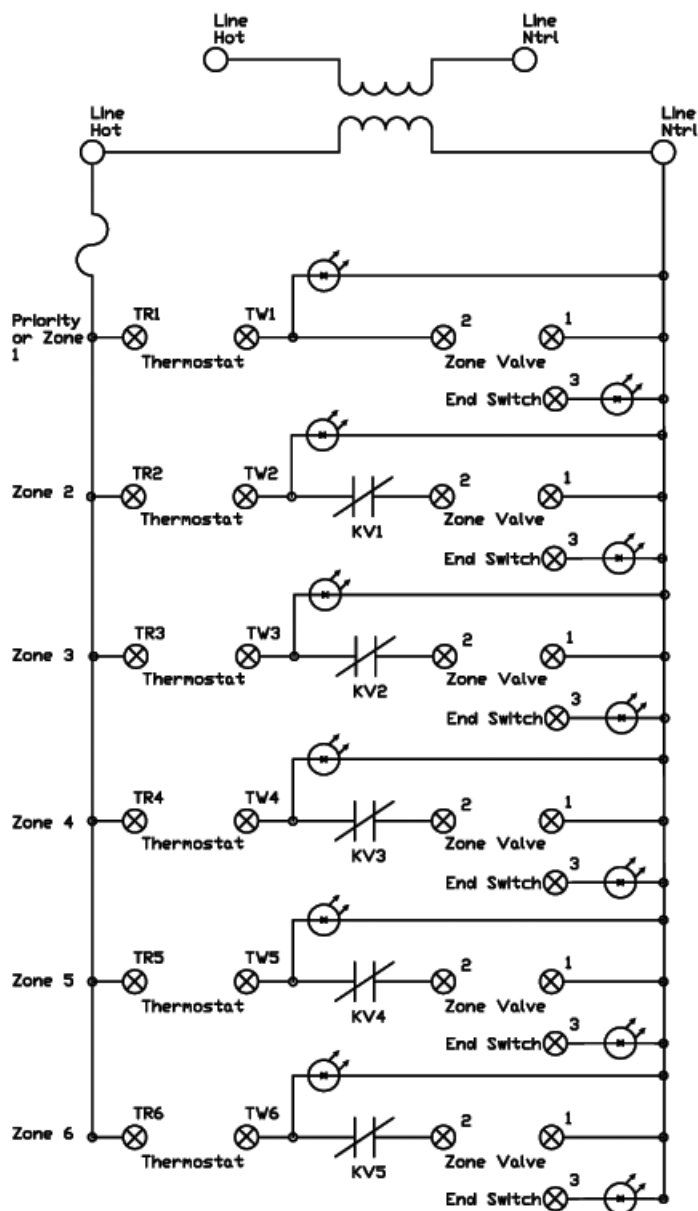 Line
Hot
Line
Ntrl
Line
Hot
Line
Ntrl
Priority
or Zone
1
TR1
TW1
2
1
Thermostat
Zone Valve
End Switch
3
Zone 2
TR2
TW2
2
1
Thermostat
KV1
Zone Valve
End Switch
3
Zone 3
TR3
TW3
2
1
Thermostat
KV2
Zone Valve
End Switch
3
Zone 4
TR4
TW4
2
1
Thermostat
KV3
Zone Valve
End Switch
3
Zone 5
TR5
TW5
2
1
Thermostat
KV4
Zone Valve
End Switch
3
Zone 6
TR6
TW6
2
1
Thermostat
KV5
Zone Valve
End Switch
3